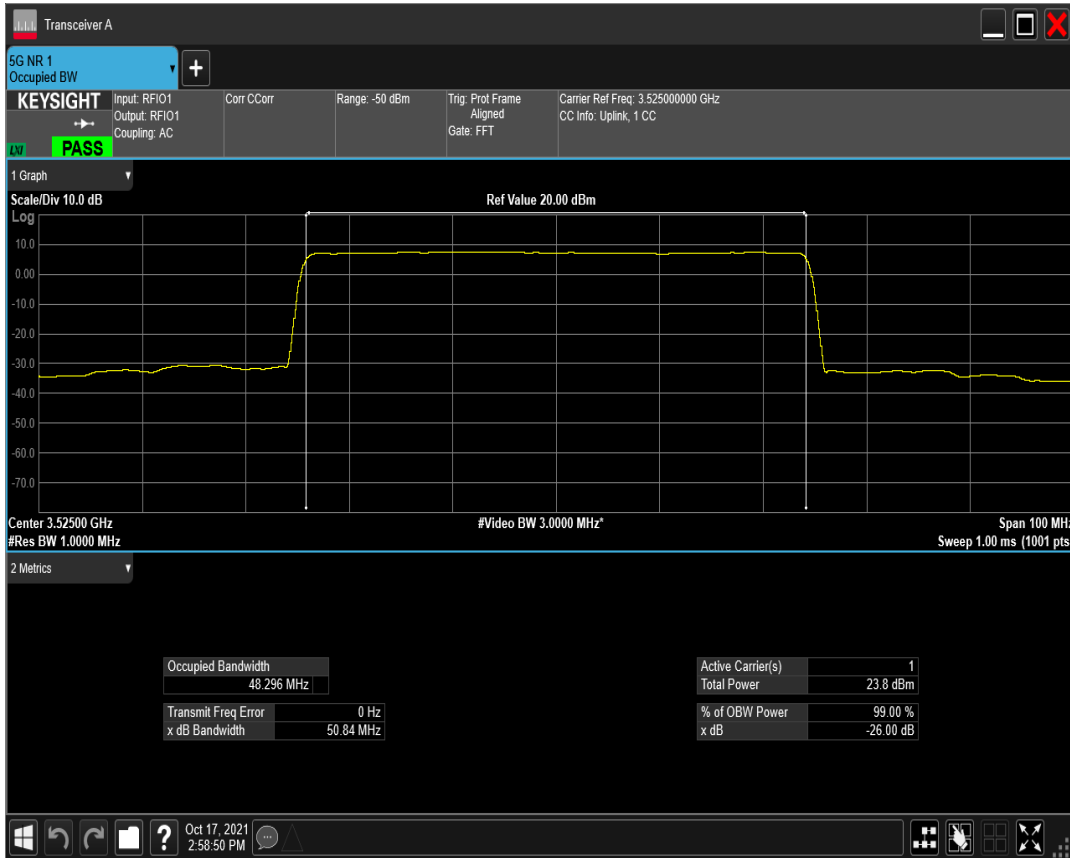 Transceiver A
5G NR 1
Occupied BW
KEYSIGHT
LXI
PASS
Input: RFIO1
Output: RFIO1
Coupling: AC
Corr CCorr
Range: -50 dBm
Trig: Prot Frame
Aligned
Gate: FFT
Carrier Ref Freq: 3.525000000 GHz
CC Info: Uplink, 1 CC
1 Graph
Scale/Div 10.0 dB
Ref Value 20.00 dBm
Log
10.0
0.00
-10.0
-20.0
-30.0
-40.0
-50.0
-60.0
-70.0
Center 3.52500 GHz
#Video BW 3.0000 MHz*
Span 100 MHz
#Res BW 1.0000 MHz
Sweep 1.00 ms (1001 pts
2 Metrics
Occupied Bandwidth
48.296 MHz
Transmit Freq Error 0 Hz
x dB Bandwidth 50.84 MHz
Active Carrier(s) 1
Total Power 23.8 dBm
% of OBW Power 99.00 %
x dB -26.00 dB
?
Oct 17, 2021
2:58:50 PM